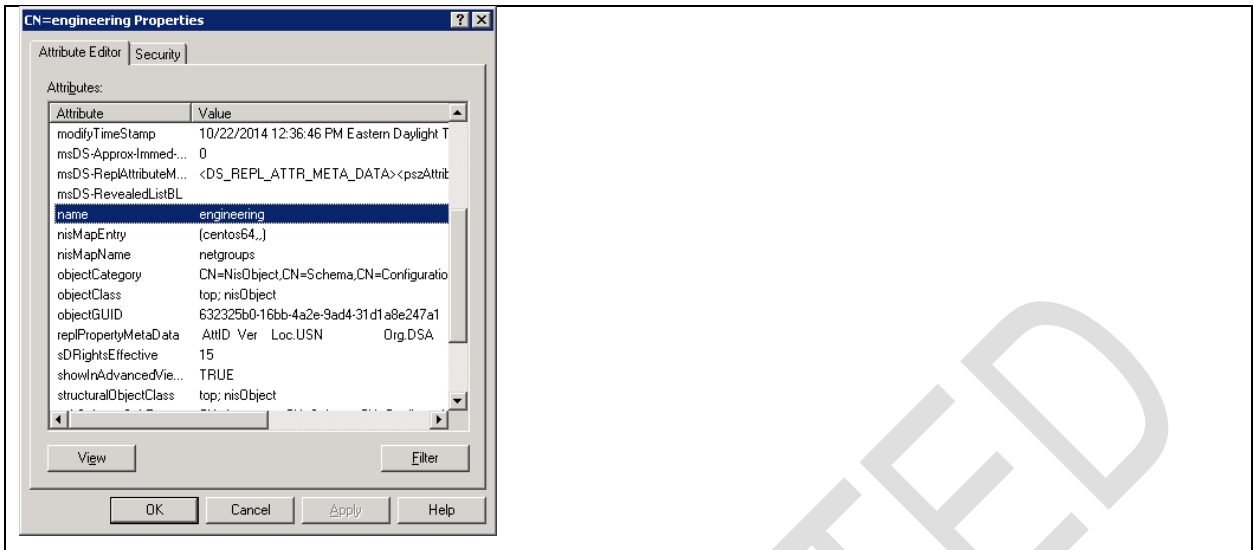 CN=engineering Properties
Attribute Editor Security
Attributes:
Attribute Value
modifyTimeStamp 10/22/2014 12:36:46 PM Eastern Daylight T
msDS-Approx-Immed-... 0
msDS-ReplAttributeM... <DS_REPL_ATTR_META_DATA><pszAttrib
msDS-RevealedListBL
name engineering
nisMapEntry (centos64,,)
nisMapName netgroups
objectCategory CN=NisObject,CN=Schema,CN=Configuratio
objectClass top; nisObject
objectGUID 632325b0-16bb-4a2e-9ad4-31d1a8e247a1
replPropertyMetaData AttID Ver Loc.USN Org.DSA
sDRightsEffective 15
showInAdvancedVie... TRUE
structuralObjectClass top; nisObject
View Filter
OK Cancel Apply Help
TED